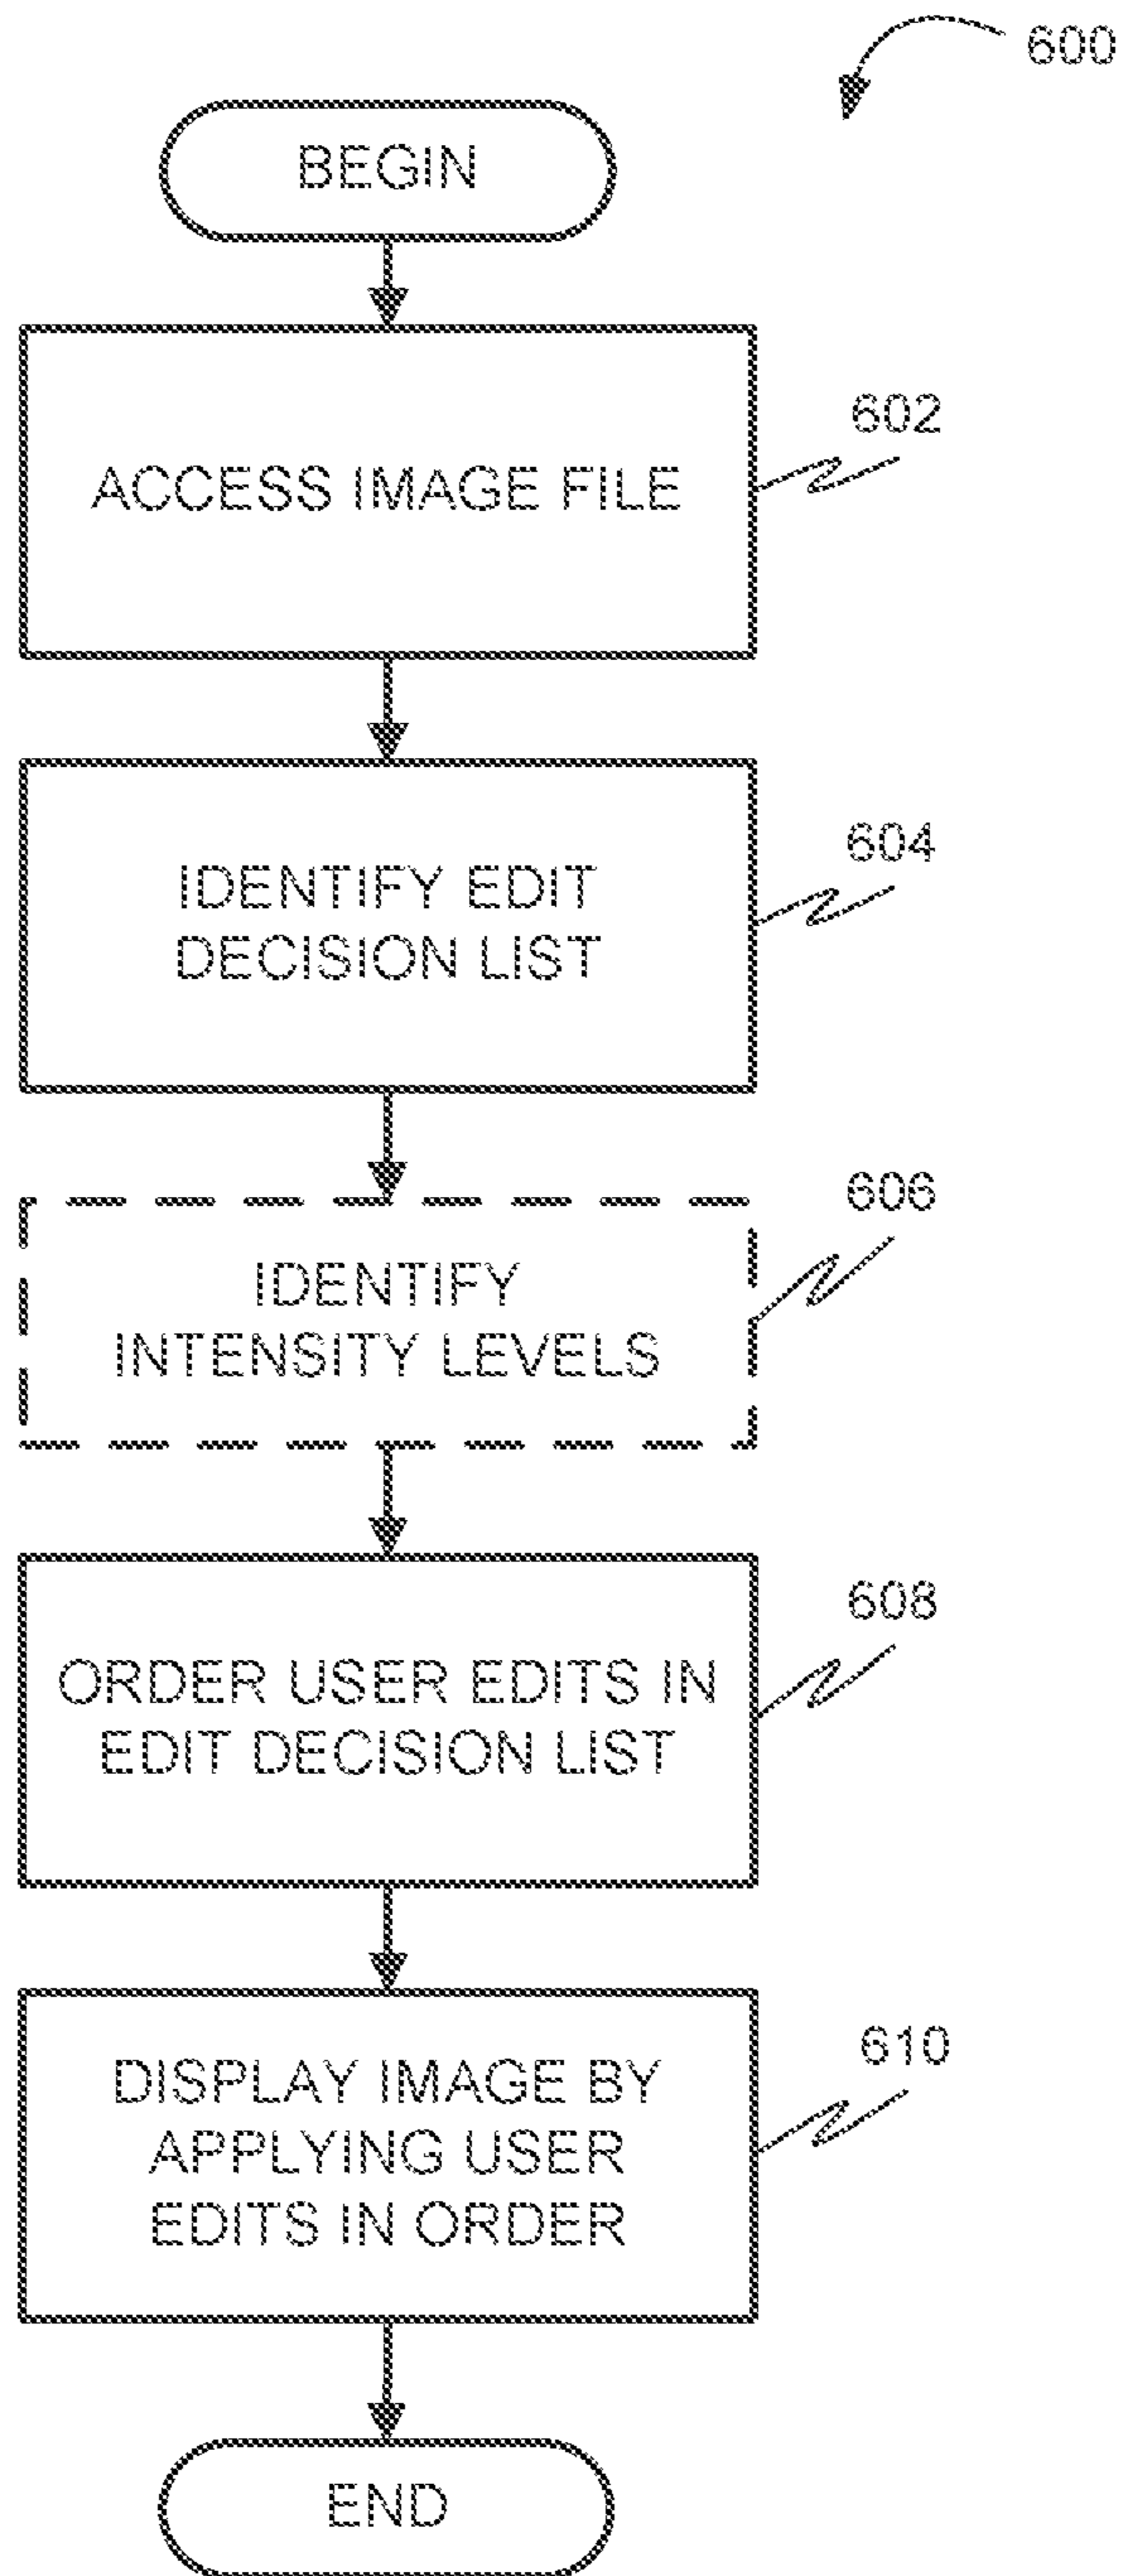 600
BEGIN
ACCESS IMAGE FILE
602
IDENTIFY EDIT
DECISION LIST
604
IDENTIFY
INTENSITY LEVELS
606
ORDER USER EDITS IN
EDIT DECISION LIST
608
DISPLAY IMAGE BY
APPLYING USER
EDITS IN ORDER
610
END